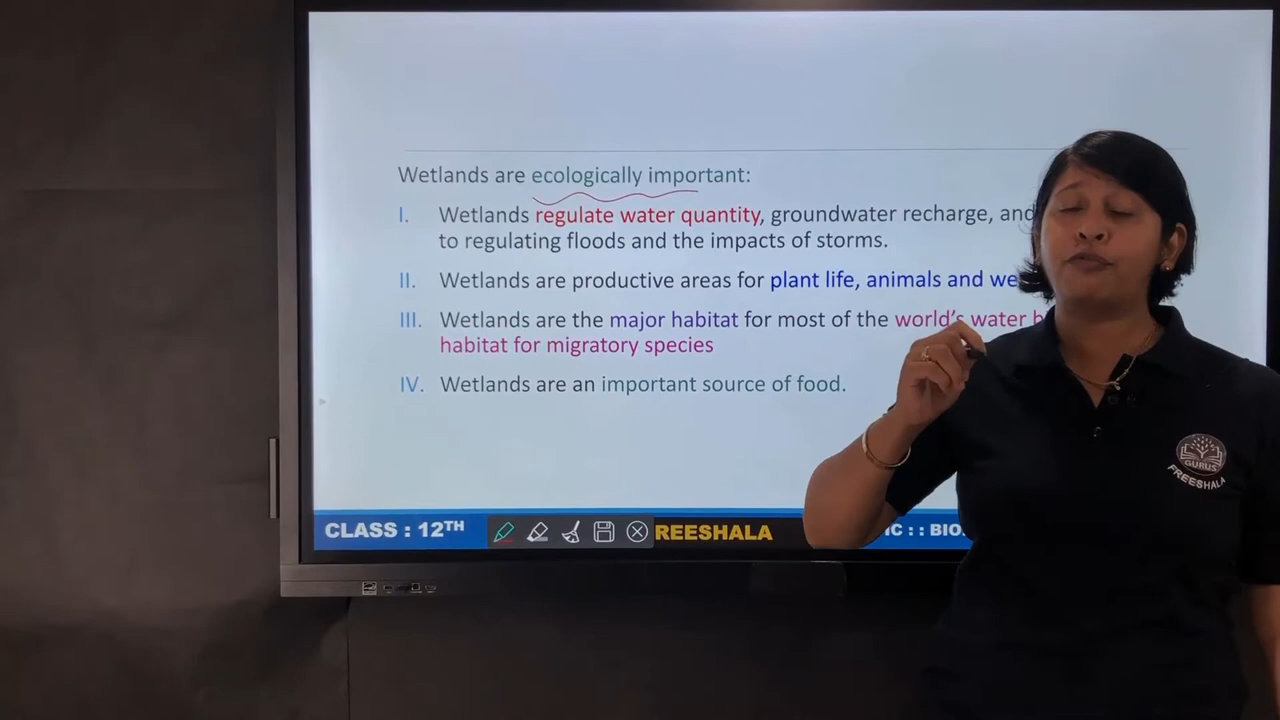 Wetlands are ecologically important:
I. Wetlands regulate water quantity, groundwater recharge, and
to regulating floods and the impacts of storms.
II. Wetlands are productive areas for plant life, animals and we
III. Wetlands are the major habitat for most of the world's water b
habitat for migratory species
IV. Wetlands are an important source of food.
CLASS : 12TH
REESHALA
IC : : BIO
GURUS
FREESHALA